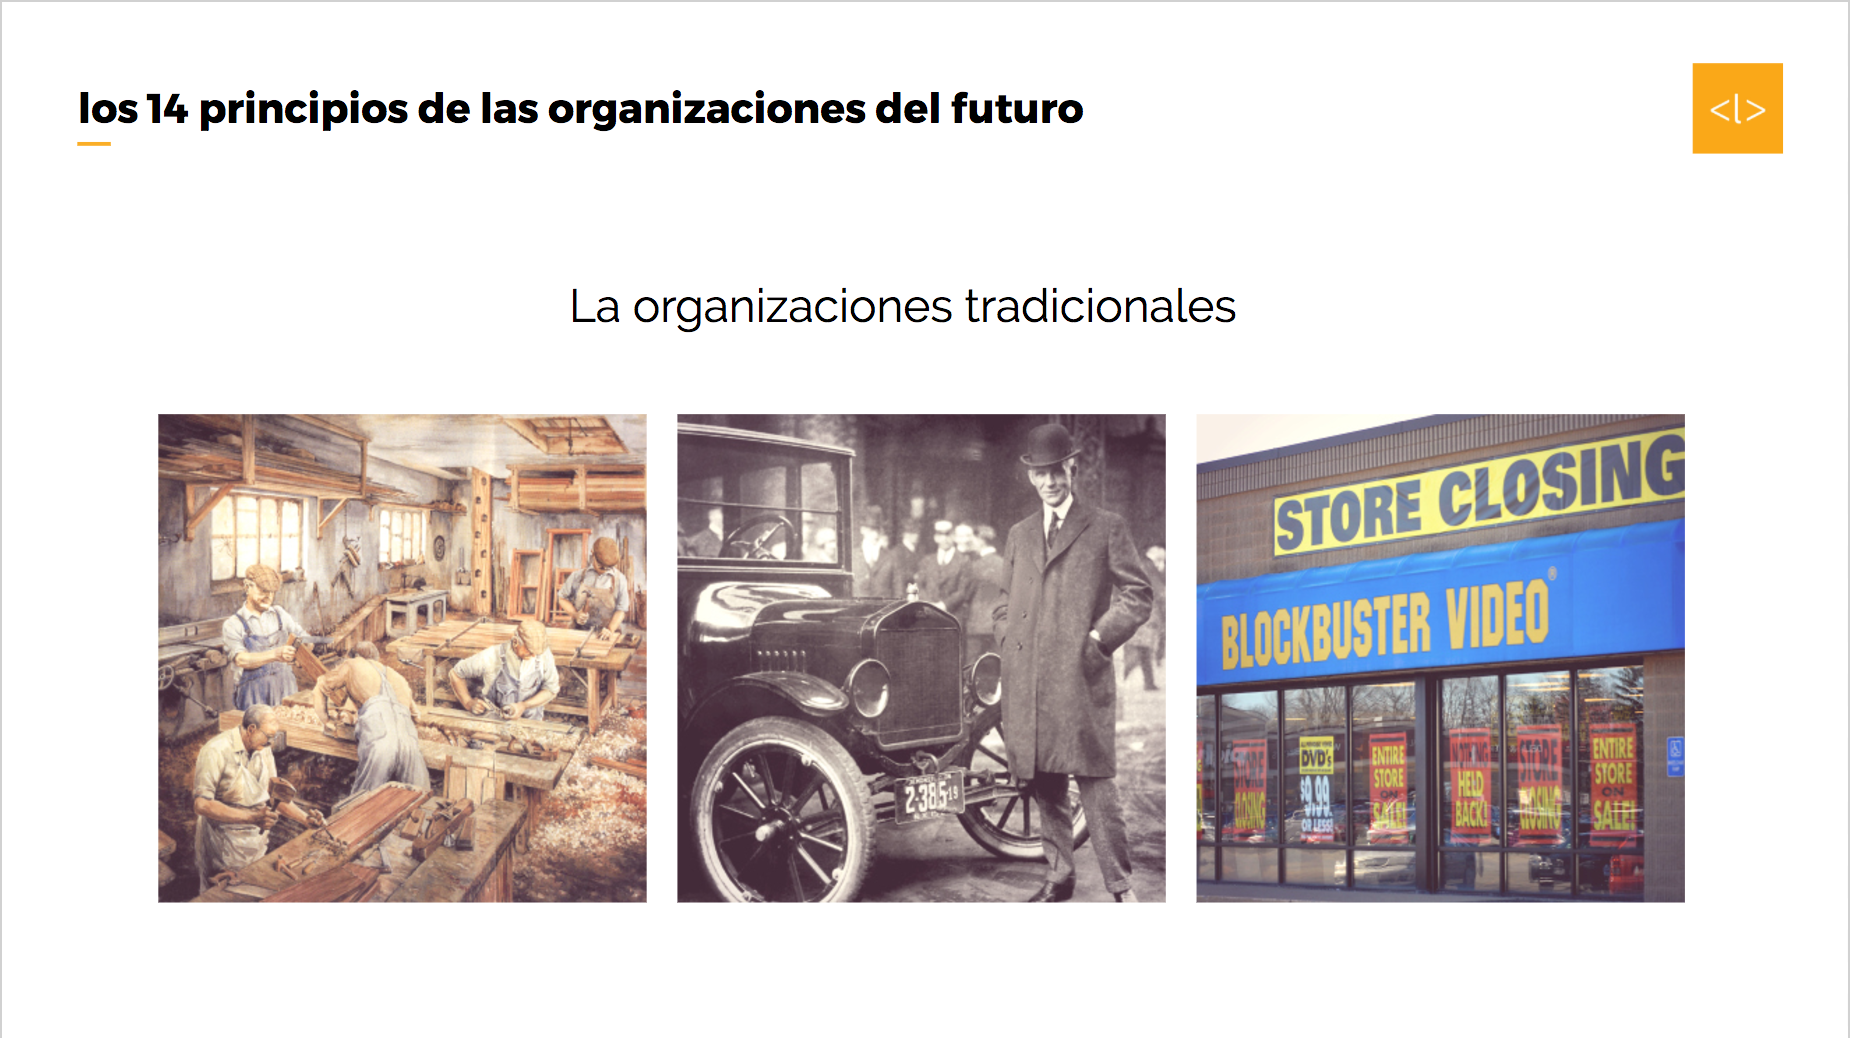 los 14 principios de las organizaciones del futuro
<l>
La organizaciones tradicionales
STORE CLOSING
BLOCKBUSTER VIDEO®
2-385 19
STORE CLOSING
DVD's
$9.99
OR LESS!
ENTIRE
STORE
ON
SALE!
HELD
BACK!
STORE
CLOSING
ENTIRE
STORE
ON
SALE!